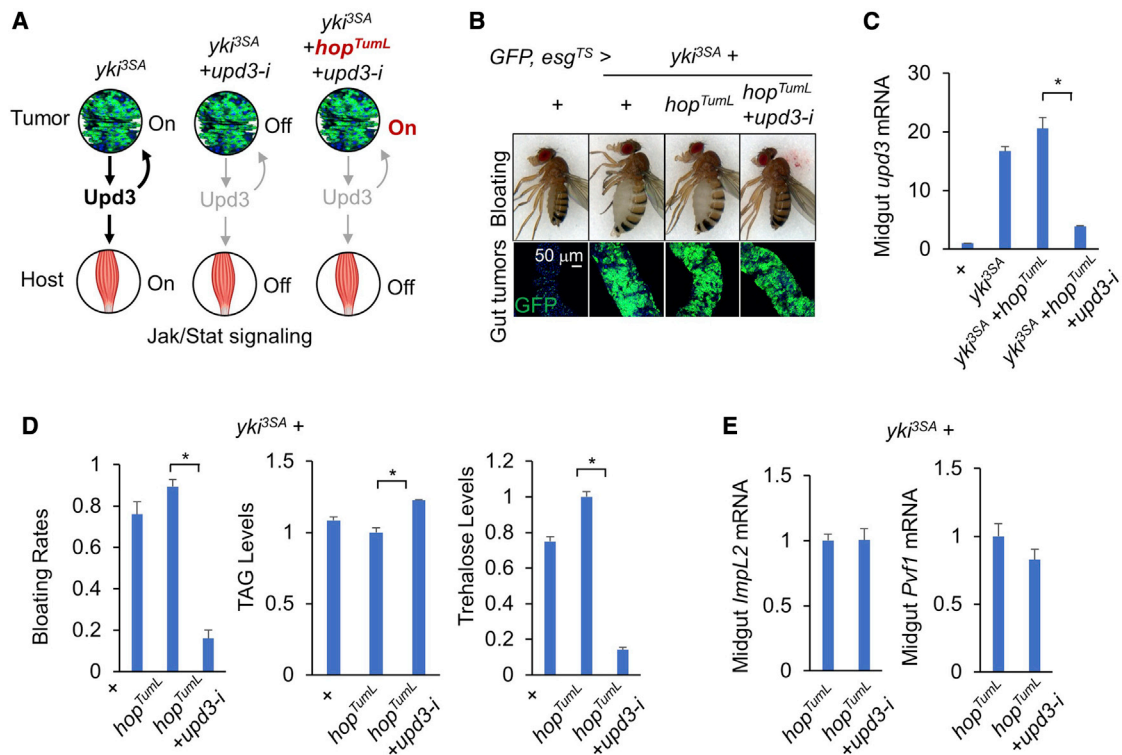 A
yki3SA
yki3SA
+upd3-i
yki3SA
+hopTumL
+upd3-i
Tumor
On
Off
On
Upd3
Upd3
Upd3
Host
On
Off
Off
Jak/Stat signaling
B
GFP, esgTS >
yki3SA +
+
+
hopTumL
hopTumL
+upd3-i
Bloating
Gut tumors
50 μm
GFP
C
Midgut upd3 mRNA
30
20
10
0
*
+
yki3SA
yki3SA +hopTumL
yki3SA +hopTumL
+upd3-i
D
yki3SA +
Bloating Rates
1
0.8
0.6
0.4
0.2
0
*
+
hopTumL
hopTumL
+upd3-i
TAG Levels
1.5
1
0.5
0
*
+
hopTumL
hopTumL
+upd3-i
Trehalose Levels
1.2
1.0
0.8
0.6
0.4
0.2
0
*
+
hopTumL
hopTumL
+upd3-i
E
yki3SA +
Midgut ImpL2 mRNA
1.5
1
0.5
0
hopTumL
hopTumL
+upd3-i
Midgut Pvf1 mRNA
1.5
1
0.5
0
hopTumL
hopTumL
+upd3-i